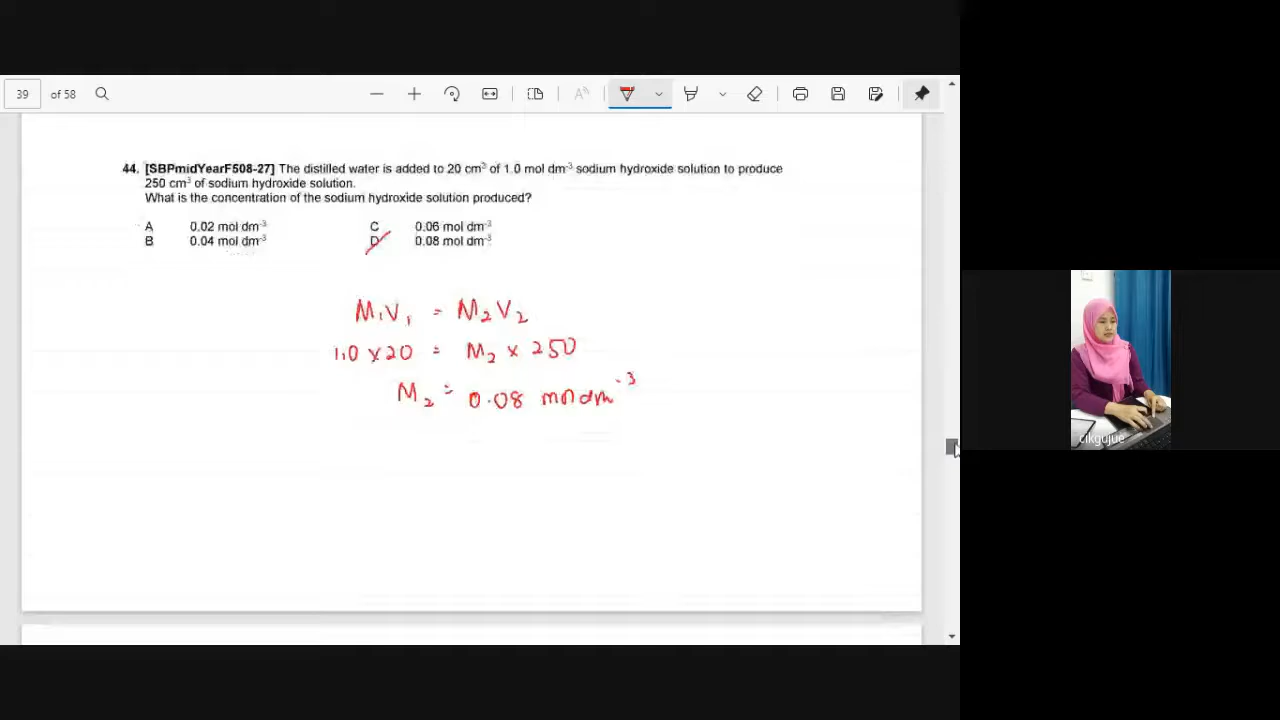 39 of 58
44. [SBPmidYearF508-27] The distilled water is added to 20 cm³ of 1.0 mol dm⁻³ sodium hydroxide solution to produce
250 cm³ of sodium hydroxide solution.
What is the concentration of the sodium hydroxide solution produced?
A 0.02 mol dm⁻³ C 0.06 mol dm⁻³
B 0.04 mol dm⁻³ D 0.08 mol dm⁻³
M₁V₁ = M₂V₂
1.0 × 20 = M₂ × 250
M₂ = 0.08 mol dm⁻³
cikgujue